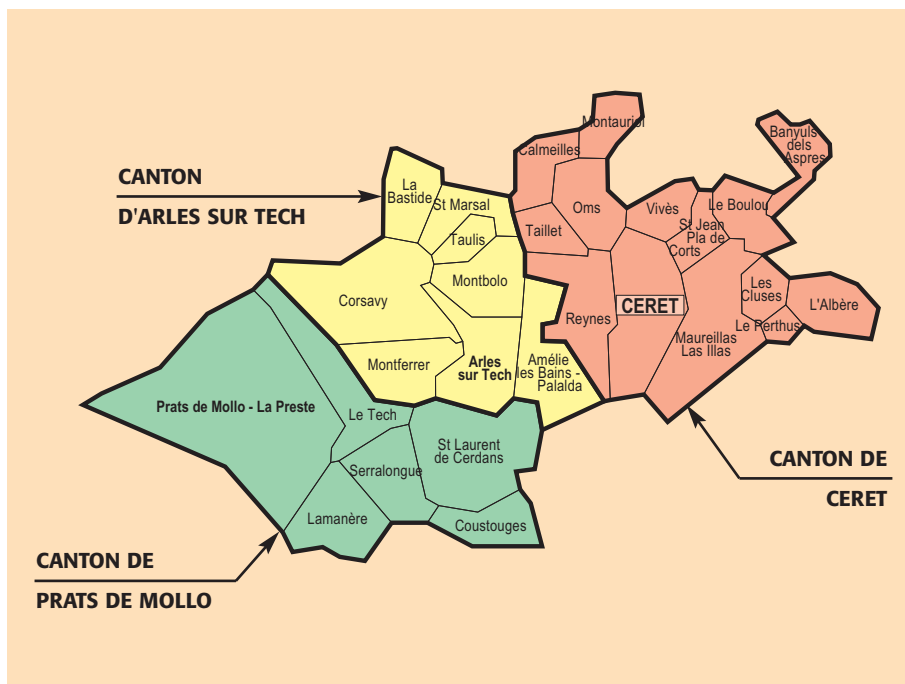 CANTON
D'ARLES SUR TECH
La
Bastide
St Marsal
Taulis
Montbolo
Corsavy
Montferrer
Arles
sur Tech
Amélie
les Bains -
Palalda
Montauriol
Calmeilles
Oms
Taillet
Vivès
St Jean
Pla de
Corts
Le Boulou
Banyuls
dels
Aspres
Reynes
CERET
Les
Cluses
L'Albère
Le Perthus
Maureillas
Las Illas
Prats de Mollo - La Preste
Le Tech
St Laurent
de Cerdans
Serralongue
Lamanère
Coustouges
CANTON DE
CERET
CANTON DE
PRATS DE MOLLO